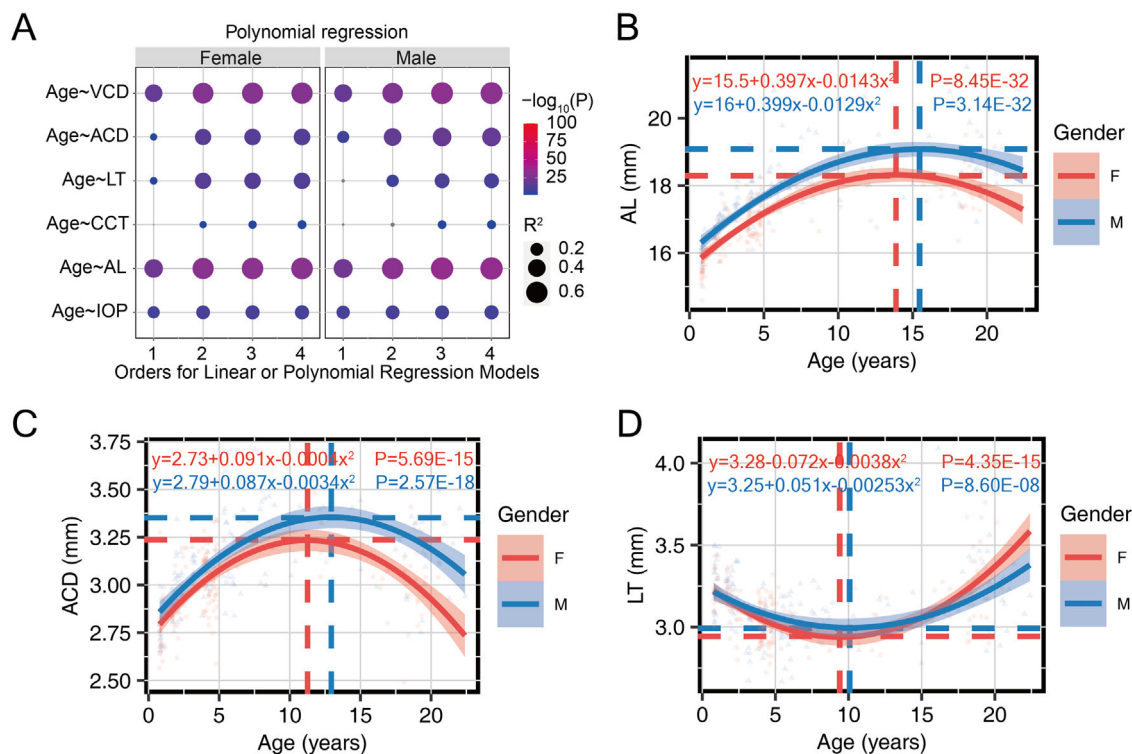 A
Polynomial regression
Female
Male
Age~VCD
Age~ACD
Age~LT
Age~CCT
Age~AL
Age~IOP
1 2 3 4 1 2 3 4
Orders for Linear or Polynomial Regression Models
−log10(P)
100
75
50
25
R²
0.2
0.4
0.6
B
y=15.5+0.397x-0.0143x² P=8.45E-32
y=16+0.399x-0.0129x² P=3.14E-32
AL (mm)
20
18
16
0 5 10 15 20
Age (years)
Gender
F
M
C
y=2.73+0.091x-0.0004x² P=5.69E-15
y=2.79+0.087x-0.0034x² P=2.57E-18
ACD (mm)
3.75
3.50
3.25
3.00
2.75
2.50
0 5 10 15 20
Age (years)
Gender
F
M
D
y=3.28-0.072x-0.0038x² P=4.35E-15
y=3.25+0.051x-0.00253x² P=8.60E-08
LT (mm)
4.0
3.5
3.0
0 5 10 15 20
Age (years)
Gender
F
M